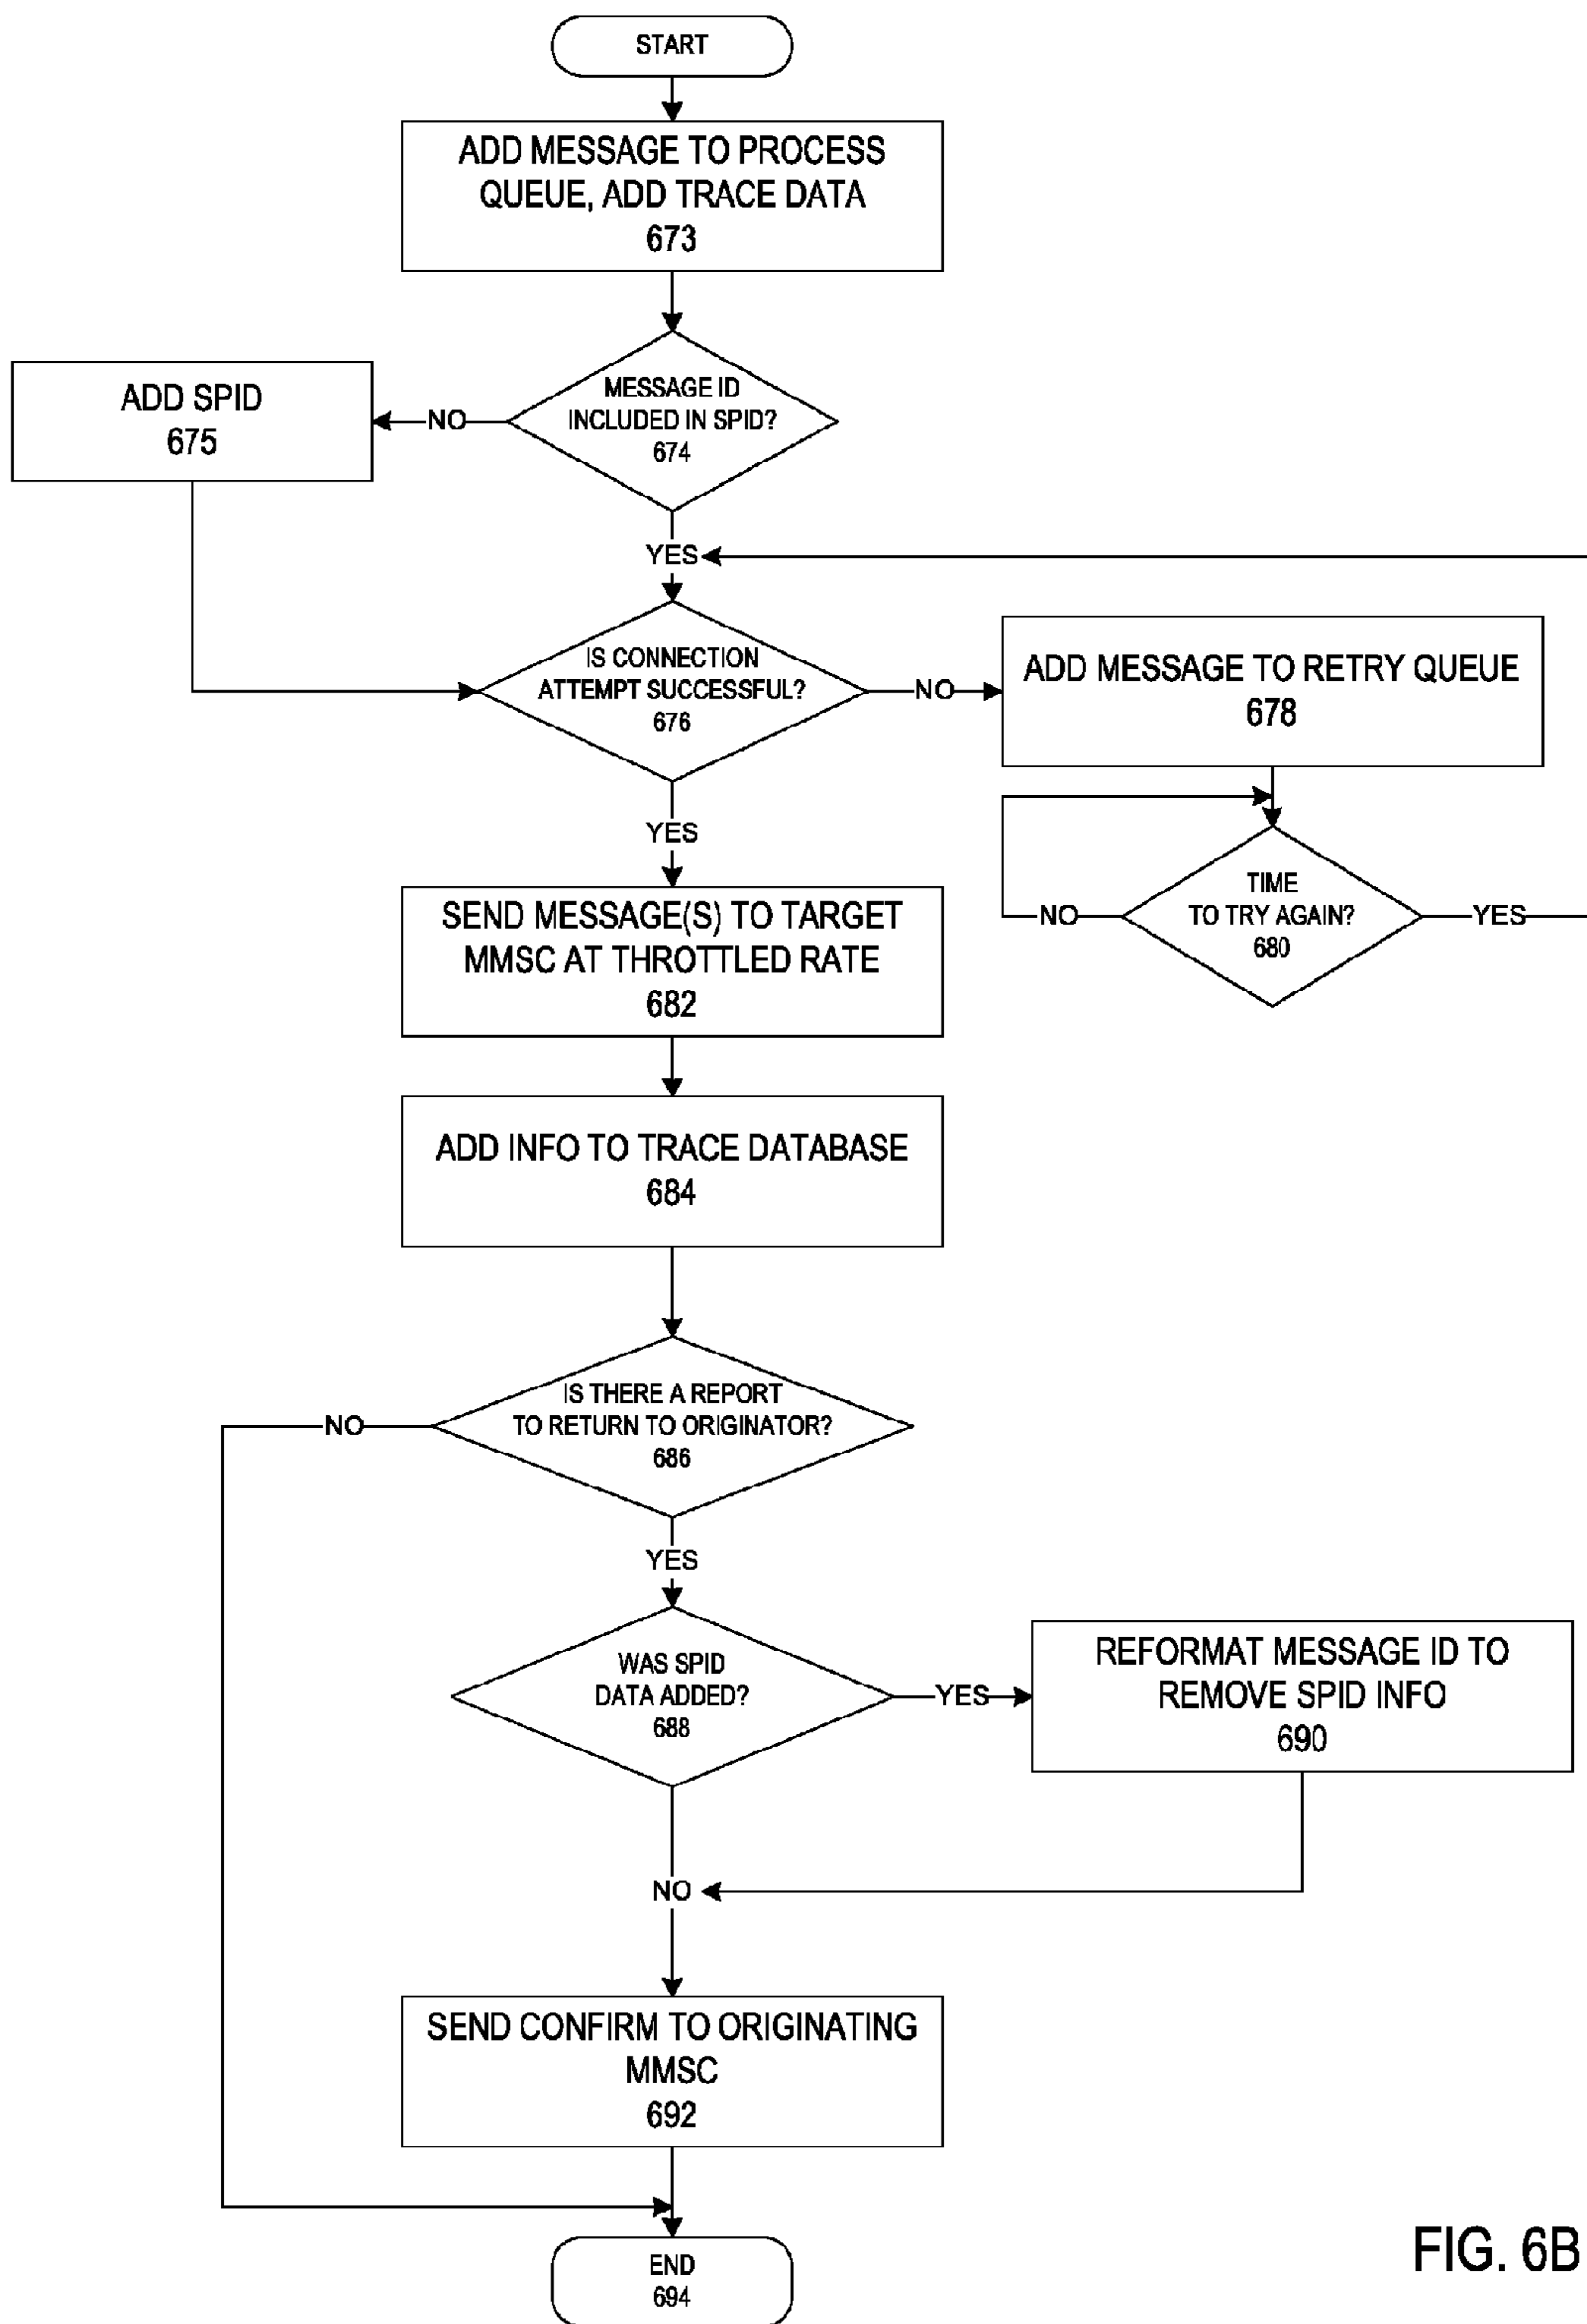 START
ADD MESSAGE TO PROCESS
QUEUE, ADD TRACE DATA
673
MESSAGE ID
INCLUDED IN SPID?
674
NO
ADD SPID
675
YES
IS CONNECTION
ATTEMPT SUCCESSFUL?
676
NO
ADD MESSAGE TO RETRY QUEUE
678
TIME
TO TRY AGAIN?
680
NO
YES
YES
SEND MESSAGE(S) TO TARGET
MMSC AT THROTTLED RATE
682
ADD INFO TO TRACE DATABASE
684
IS THERE A REPORT
TO RETURN TO ORIGINATOR?
686
NO
YES
WAS SPID
DATA ADDED?
688
YES
REFORMAT MESSAGE ID TO
REMOVE SPID INFO
690
NO
SEND CONFIRM TO ORIGINATING
MMSC
692
END
694
FIG. 6B